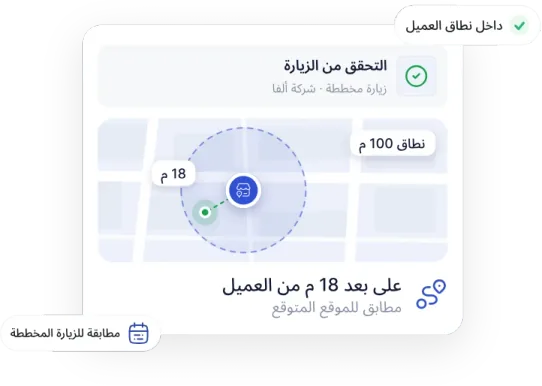 داخل نطاق العميل
التحقق من الزيارة
زيارة مخططة · شركة ألفا
نطاق 100 م
18 م
على بعد 18 م من العميل
مطابق للموقع المتوقع
مطابقة للزيارة المخططة